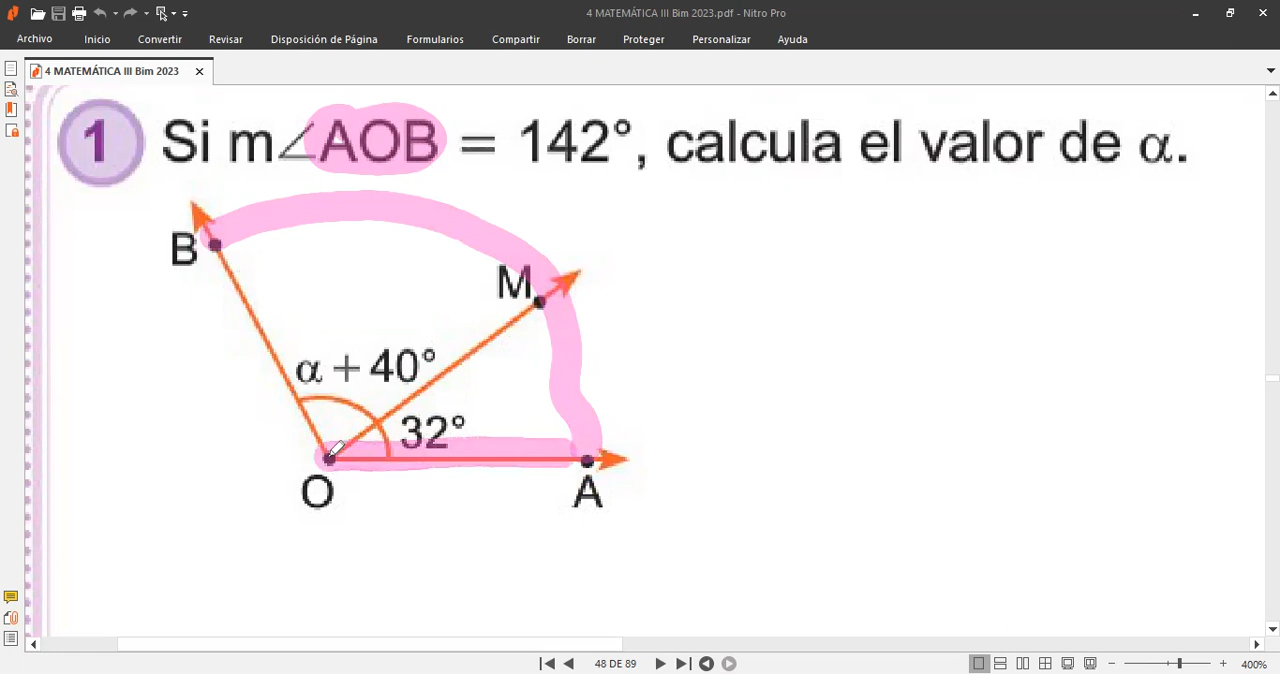 4 MATEMÁTICA III Bim 2023.pdf - Nitro Pro
Archivo Inicio Convertir Revisar Disposición de Página Formularios Compartir Borrar Proteger Personalizar Ayuda
4 MATEMÁTICA III Bim 2023
1 Si m∠AOB = 142°, calcula el valor de α.
B
M
α + 40°
32°
O
A
48 DE 89
400%